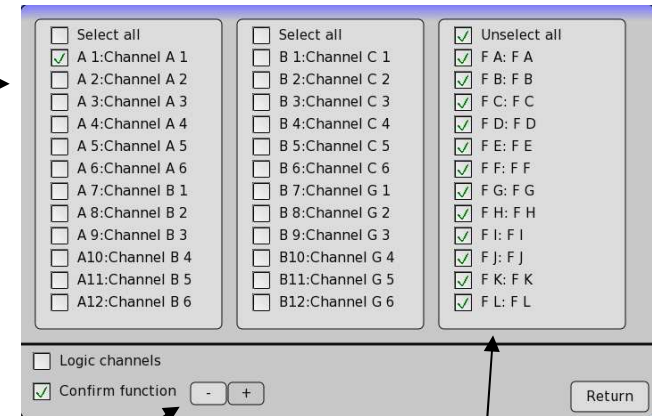 Select all
A 1:Channel A 1
A 2:Channel A 2
A 3:Channel A 3
A 4:Channel A 4
A 5:Channel A 5
A 6:Channel A 6
A 7:Channel B 1
A 8:Channel B 2
A 9:Channel B 3
A10:Channel B 4
A11:Channel B 5
A12:Channel B 6
Select all
B 1:Channel C 1
B 2:Channel C 2
B 3:Channel C 3
B 4:Channel C 4
B 5:Channel C 5
B 6:Channel C 6
B 7:Channel G 1
B 8:Channel G 2
B 9:Channel G 3
B10:Channel G 4
B11:Channel G 5
B12:Channel G 6
Unselect all
F A: F A
F B: F B
F C: F C
F D: F D
F E: F E
F F: F F
F G: F G
F H: F H
F I: F I
F J: F J
F K: F K
F L: F L
Logic channels
Confirm function - +
Return